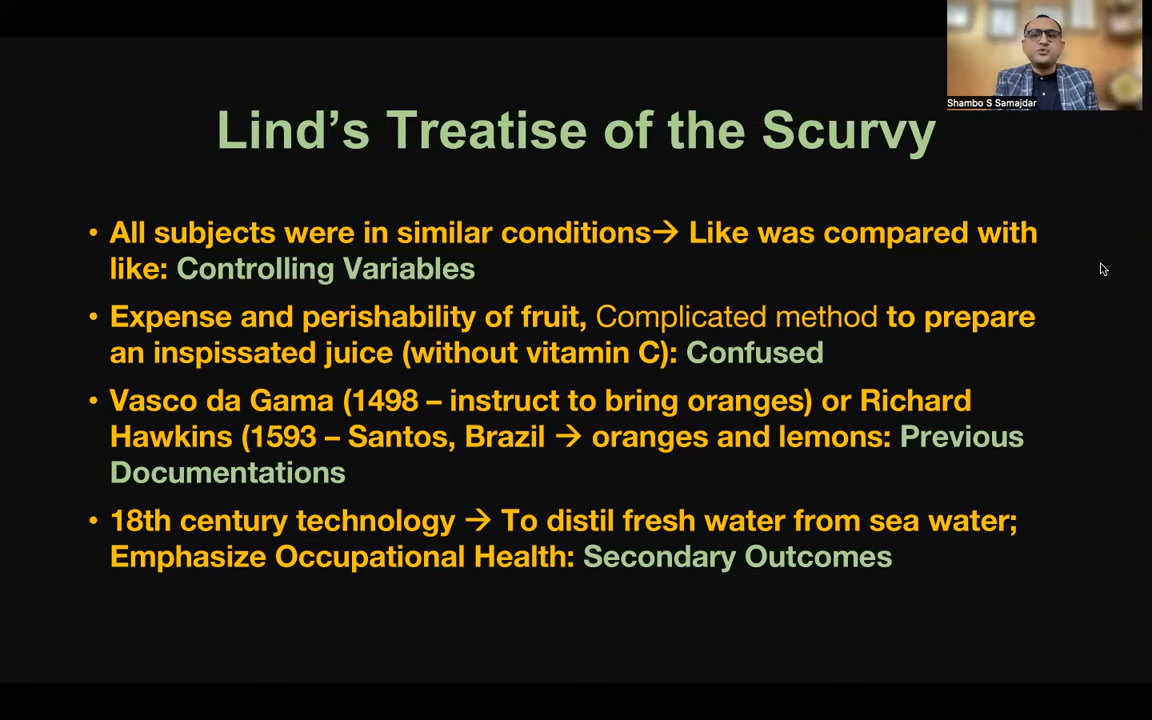 Shambo S Samajdar
Lind’s Treatise of the Scurvy
• All subjects were in similar conditions→ Like was compared with
like: Controlling Variables
• Expense and perishability of fruit, Complicated method to prepare
an inspissated juice (without vitamin C): Confused
• Vasco da Gama (1498 – instruct to bring oranges) or Richard
Hawkins (1593 – Santos, Brazil → oranges and lemons: Previous
Documentations
• 18th century technology → To distil fresh water from sea water;
Emphasize Occupational Health: Secondary Outcomes